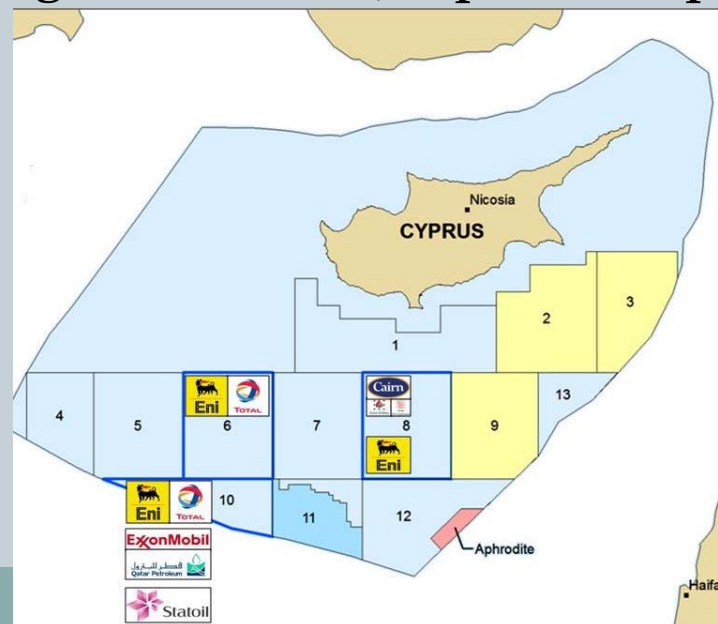 Nicosia
CYPRUS
3
2
1
Eni TOTAL
Cairn
13
4
5
6
7
8
9
Eni
Eni TOTAL
10
11
12
ExxonMobil
Aphrodite
قطر للبترول
Qatar Petroleum
Statoil
Haifa